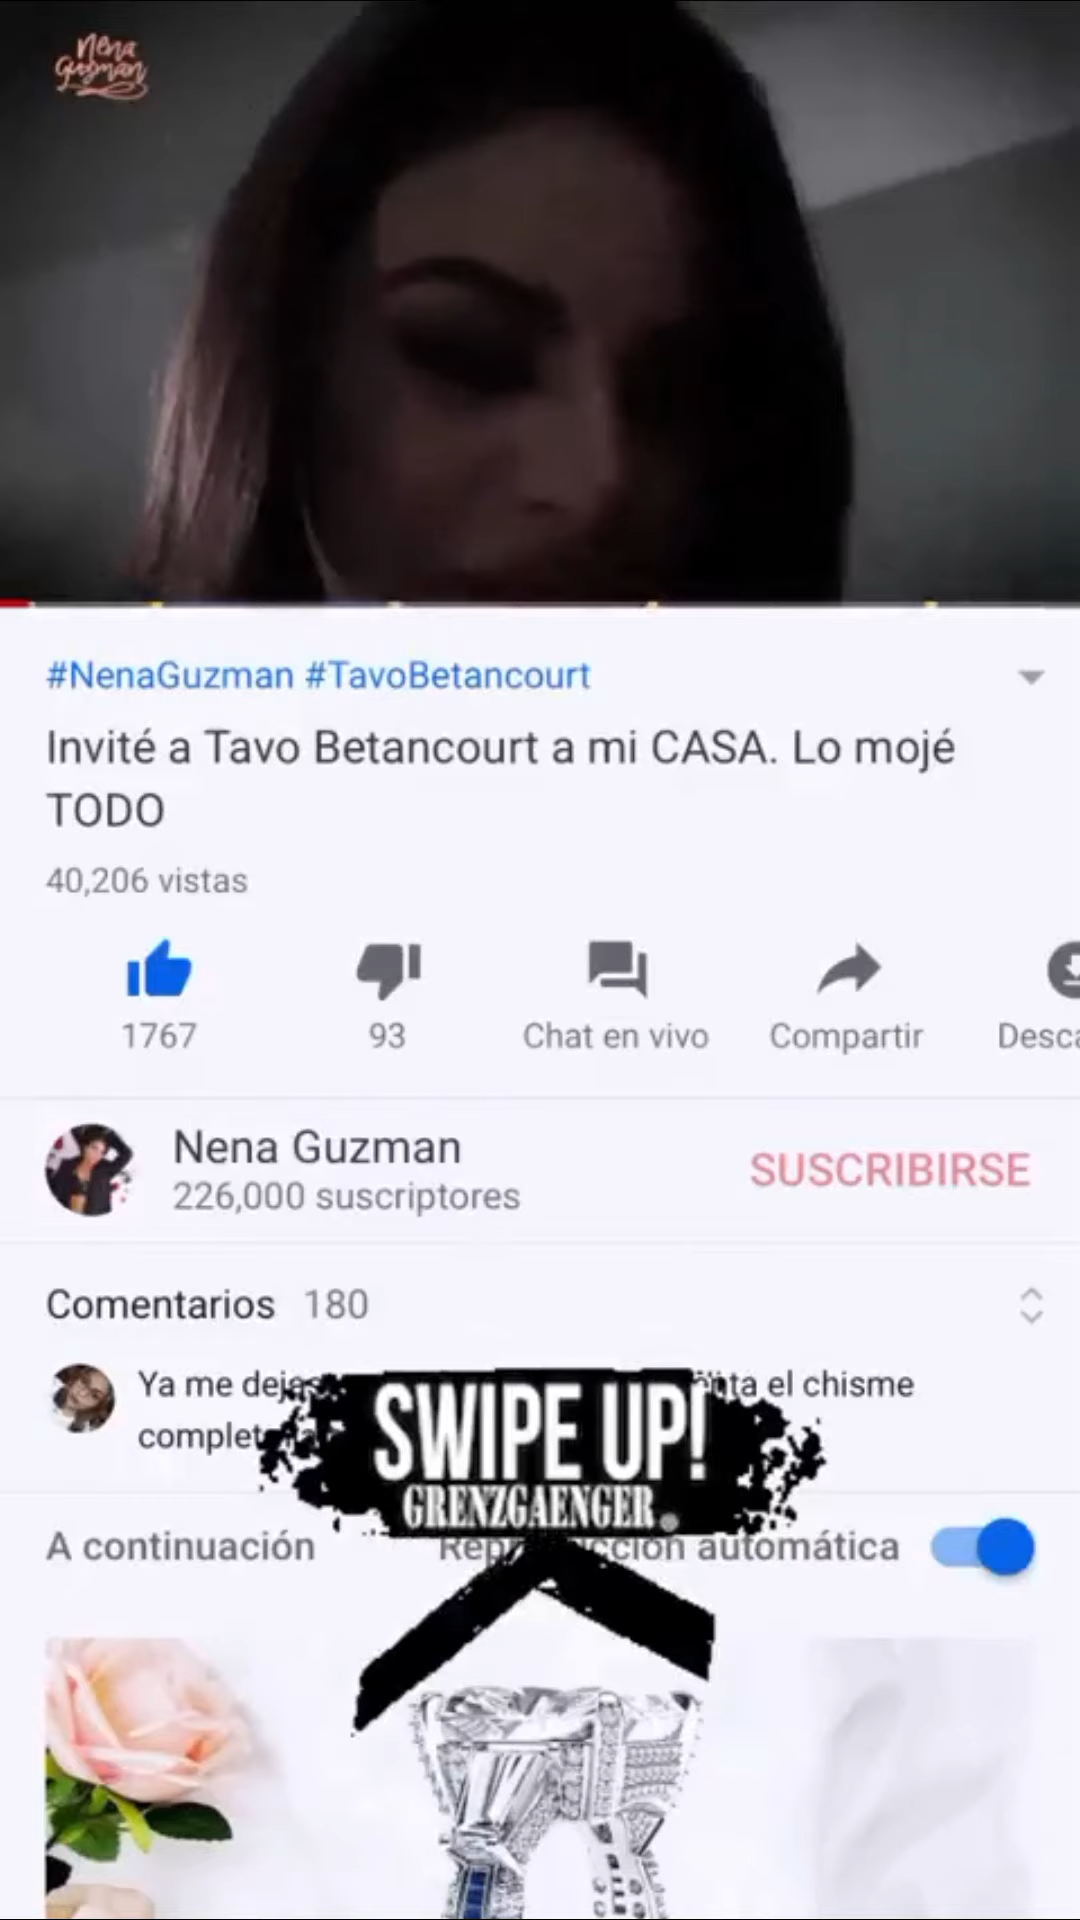 Nena
Guzman
#NenaGuzman #TavoBetancourt
Invité a Tavo Betancourt a mi CASA. Lo mojé
TODO
40,206 vistas
1767
93
Chat en vivo
Compartir
Desca
Nena Guzman
226,000 suscriptores
SUSCRIBIRSE
Comentarios 180
Ya me dejas el chisme
SWIPE UP!
GRENZGAENGER.
A continuación
automática